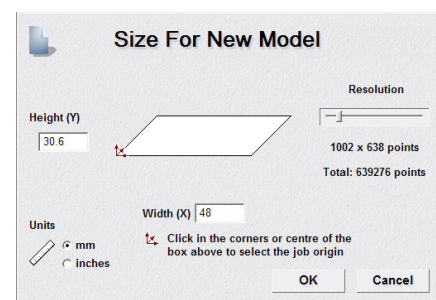 Size For New Model
Resolution
Height (Y)
30.6
1002 x 638 points
Total: 639276 points
Width (X) 48
Units
mm
inches
Click in the corners or centre of the
box above to select the job origin
OK Cancel